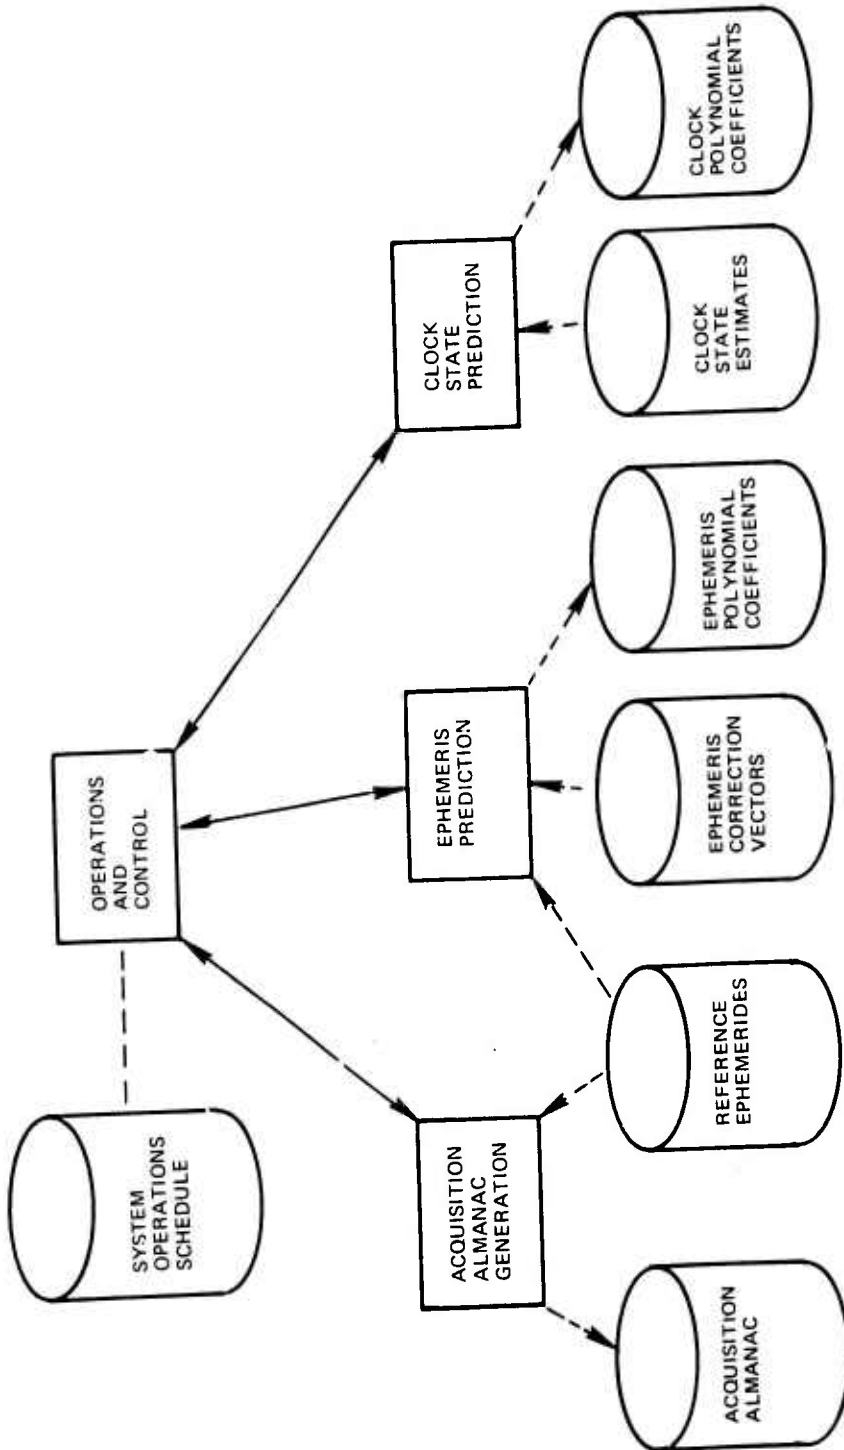 SYSTEM
OPERATIONS
SCHEDULE
OPERATIONS
AND
CONTROL
ACQUISITION
ALMANAC
GENERATION
EPHEMERIS
PREDICTION
CLOCK
STATE
PREDICTION
ACQUISITION
ALMANAC
REFERENCE
EPHEMERIDES
EPHEMERIS
CORRECTION
VECTORS
EPHEMERIS
POLYNOMIAL
COEFFICIENTS
CLOCK
STATE
ESTIMATES
CLOCK
POLYNOMIAL
COEFFICIENTS